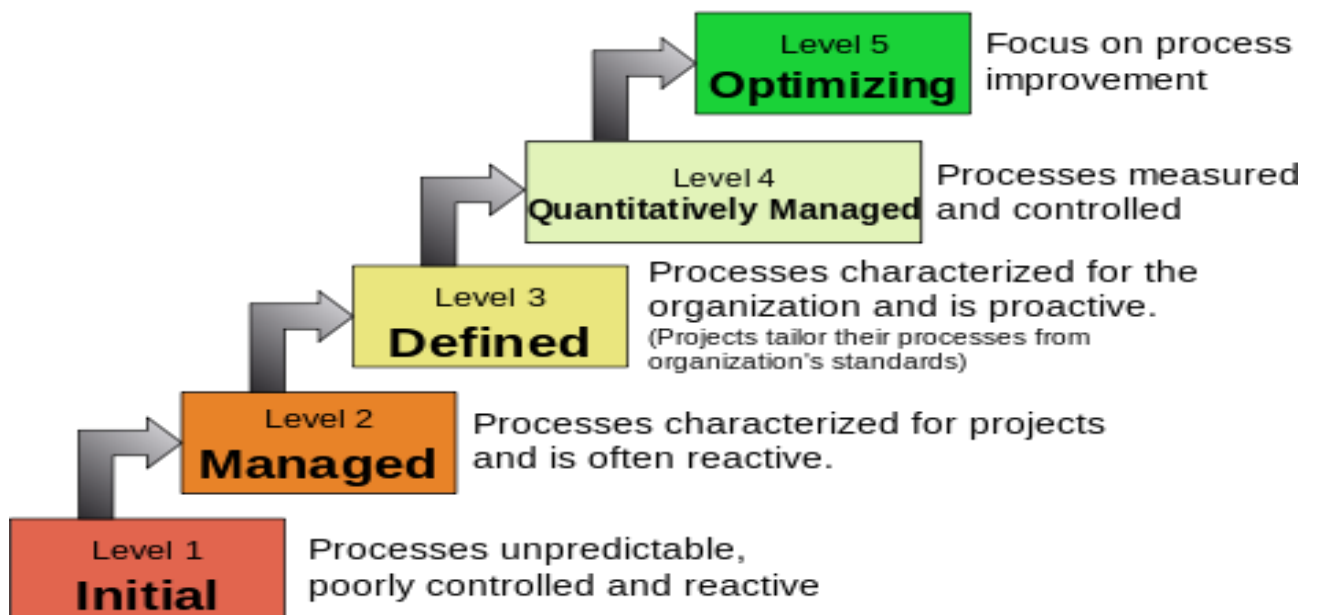 Level 5
Optimizing
Focus on process
improvement
Level 4
Quantitatively Managed
Processes measured
and controlled
Level 3
Defined
Processes characterized for the
organization and is proactive.
(Projects tailor their processes from
organization's standards)
Level 2
Managed
Processes characterized for projects
and is often reactive.
Level 1
Initial
Processes unpredictable,
poorly controlled and reactive